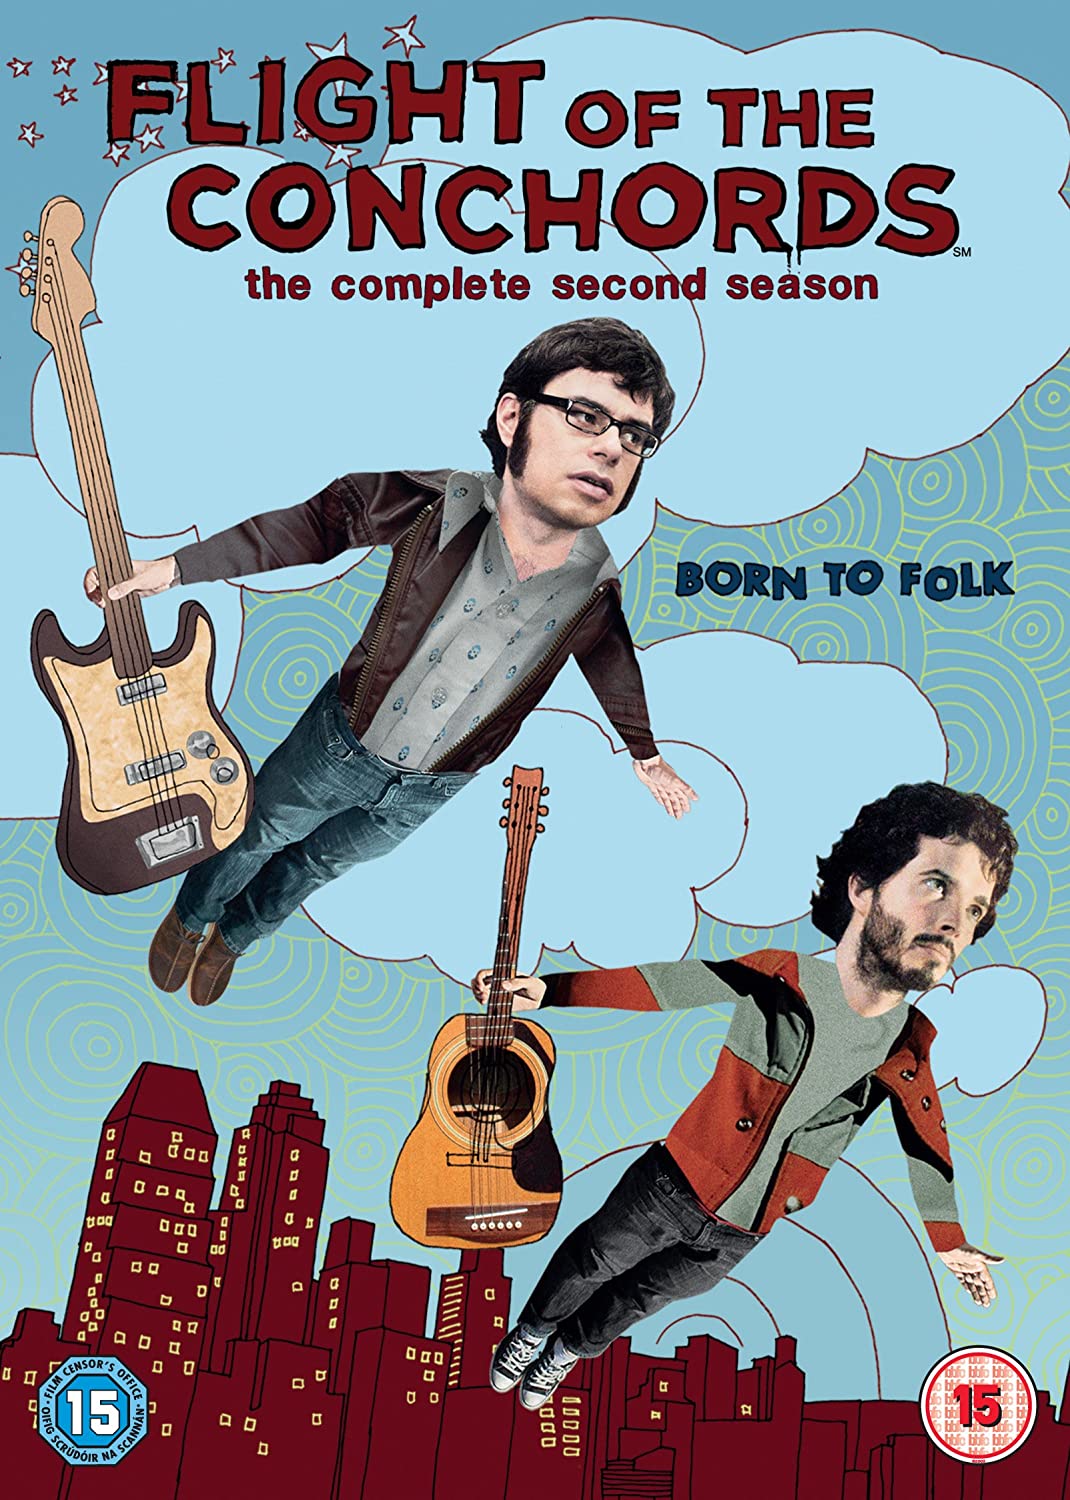 FLIGHT OF THE
CONCHORDS
SM
the complete second season
BORN TO FOLK
FILM CENSOR'S OFFICE
15
OIFIG SCRÚDÓIR NA SCANNÁN
15
bbfc